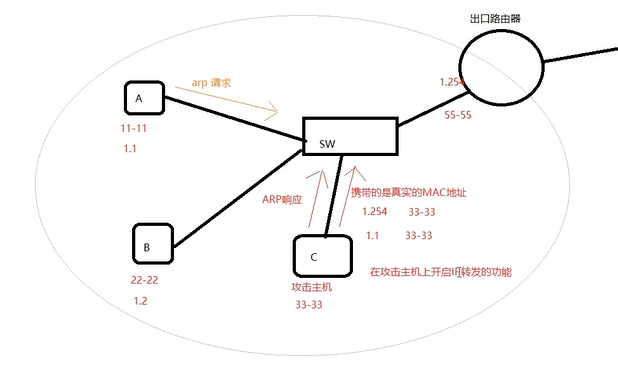 出口路由器
arp 请求
1.254
A
55-55
11-11
SW
1.1
ARP响应
携带的是真实的MAC地址
1.254 33-33
1.1 33-33
B
C
在攻击主机上开启IP转发的功能
22-22
攻击主机
1.2
33-33